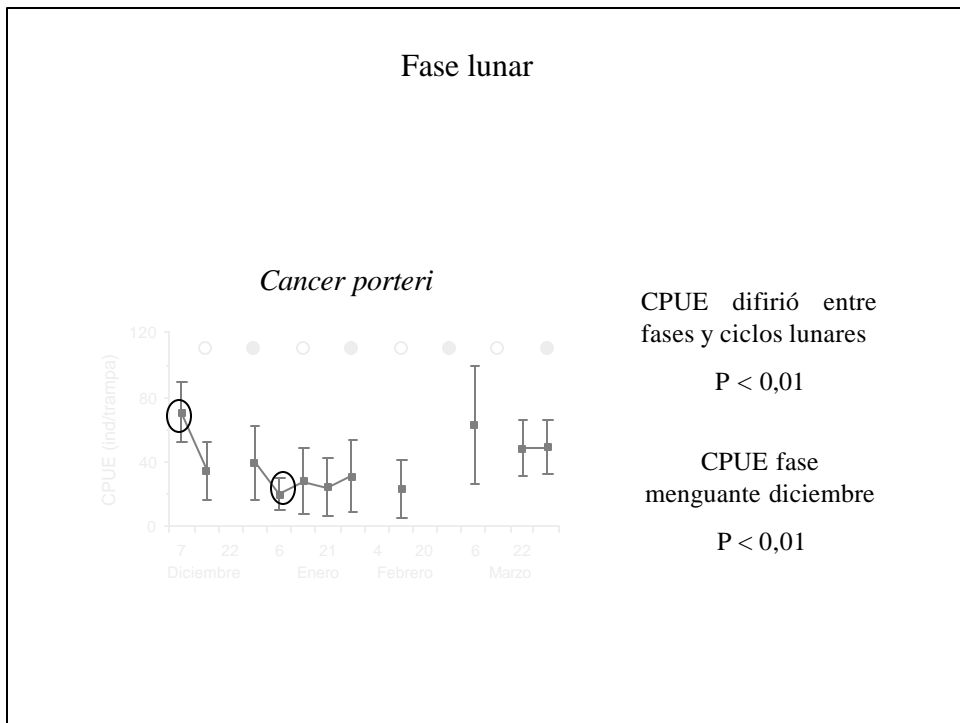 Fase lunar
Cancer porteri
CPUE difirió entre
fases y ciclos lunares
P < 0,01
CPUE fase
menguante diciembre
P < 0,01
120
80
40
0
CPUE (ind/trampa)
7 22 6 21 4 20 6 22
Diciembre Enero Febrero Marzo